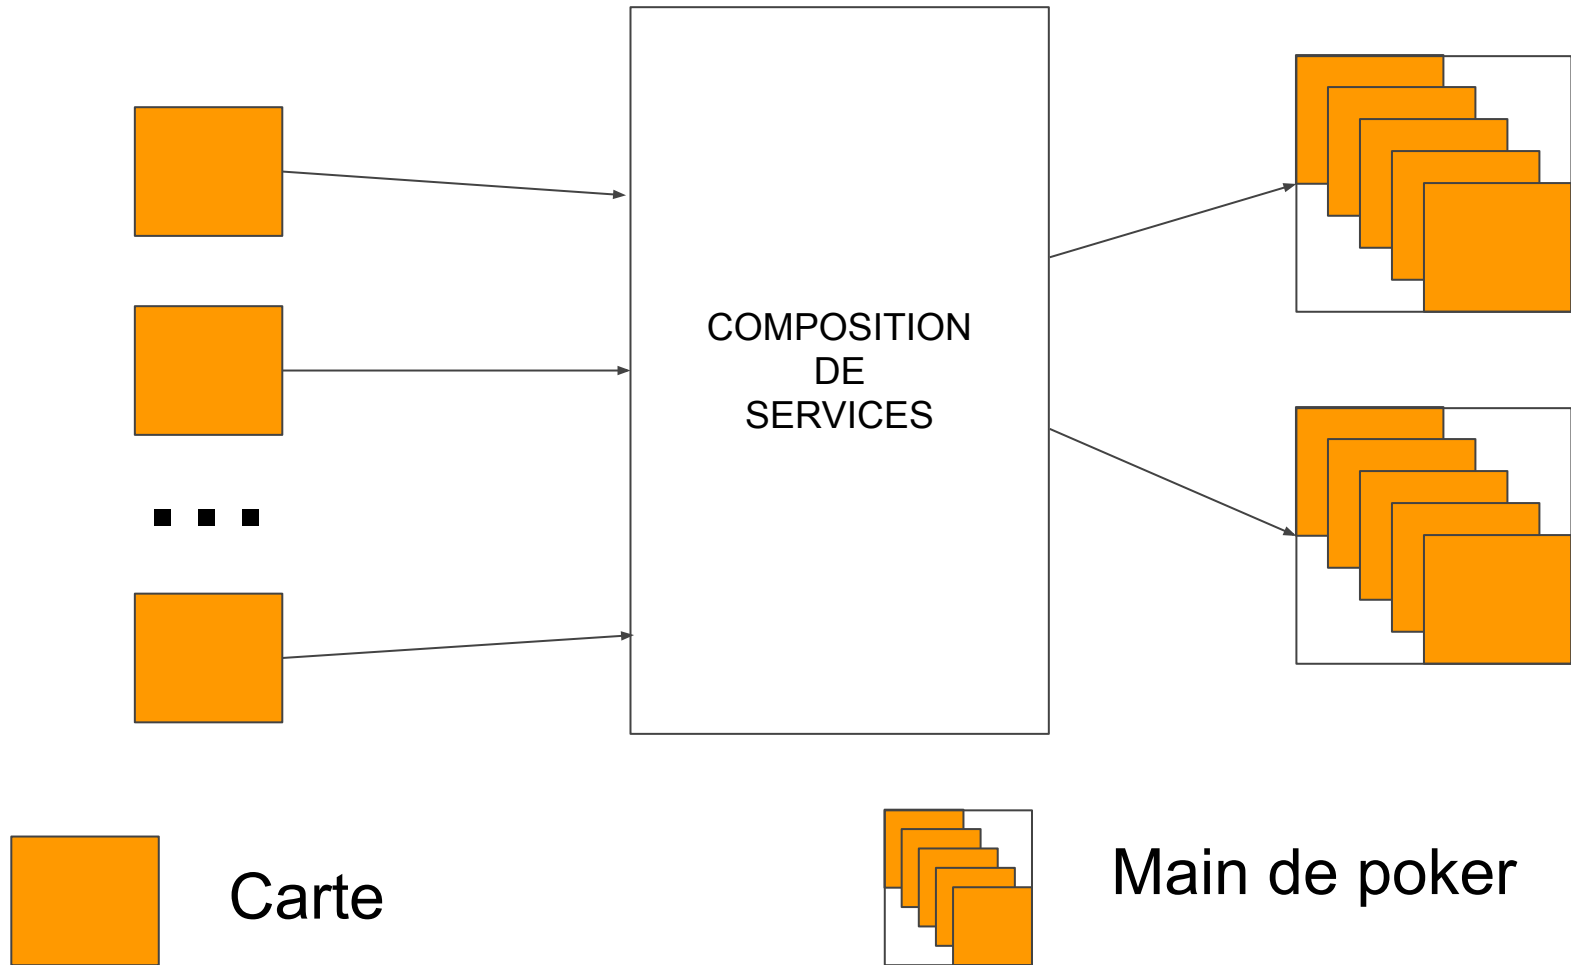 COMPOSITION
DE
SERVICES
...
Carte
Main de poker